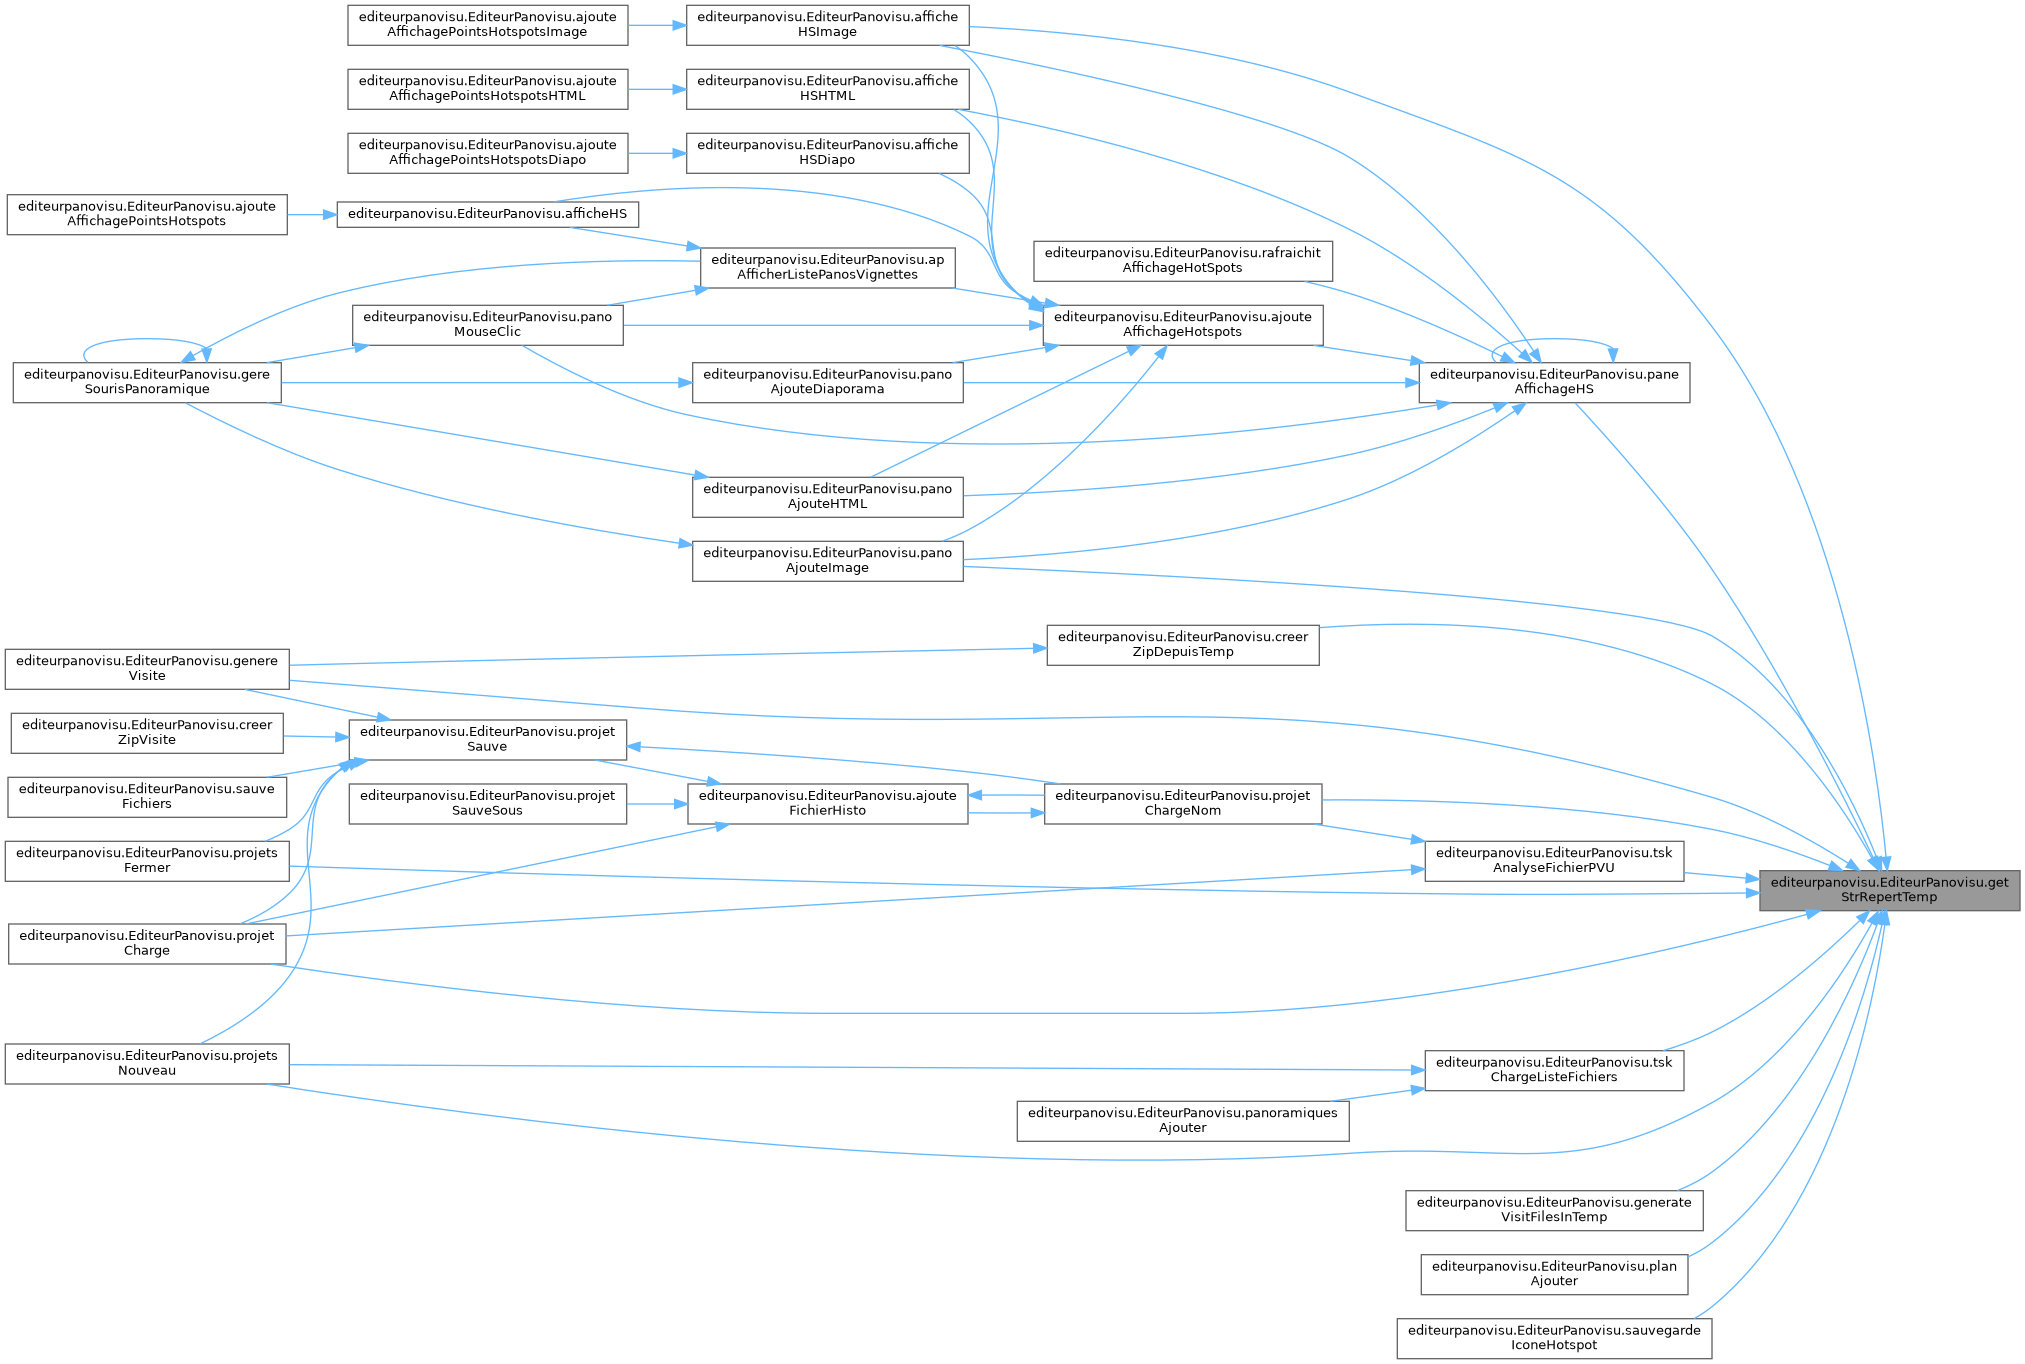 editeurpanovisu.EditeurPanovisu.ajoute
AffichagePointsHotspotsImage
editeurpanovisu.EditeurPanovisu.affiche
HSImage
editeurpanovisu.EditeurPanovisu.ajoute
AffichagePointsHotspotsHTML
editeurpanovisu.EditeurPanovisu.affiche
HSHTML
editeurpanovisu.EditeurPanovisu.ajoute
AffichagePointsHotspotsDiapo
editeurpanovisu.EditeurPanovisu.affiche
HSDiapo
editeurpanovisu.EditeurPanovisu.ajoute
AffichagePointsHotspots
editeurpanovisu.EditeurPanovisu.afficheHS
editeurpanovisu.EditeurPanovisu.ap
AfficherListePanosVignettes
editeurpanovisu.EditeurPanovisu.rafraichit
AffichageHotSpots
editeurpanovisu.EditeurPanovisu.pano
MouseClic
editeurpanovisu.EditeurPanovisu.ajoute
AffichageHotspots
editeurpanovisu.EditeurPanovisu.gere
SourisPanoramique
editeurpanovisu.EditeurPanovisu.pano
AjouteDiaporama
editeurpanovisu.EditeurPanovisu.pane
AffichageHS
editeurpanovisu.EditeurPanovisu.pano
AjouteHTML
editeurpanovisu.EditeurPanovisu.pano
AjouteImage
editeurpanovisu.EditeurPanovisu.creer
ZipDepuisTemp
editeurpanovisu.EditeurPanovisu.genere
Visite
editeurpanovisu.EditeurPanovisu.creer
ZipVisite
editeurpanovisu.EditeurPanovisu.projet
Sauve
editeurpanovisu.EditeurPanovisu.sauve
Fichiers
editeurpanovisu.EditeurPanovisu.projet
SauveSous
editeurpanovisu.EditeurPanovisu.ajoute
FichierHisto
editeurpanovisu.EditeurPanovisu.projet
ChargeNom
editeurpanovisu.EditeurPanovisu.projets
Fermer
editeurpanovisu.EditeurPanovisu.tsk
AnalyseFichierPVU
editeurpanovisu.EditeurPanovisu.get
StrRepertTemp
editeurpanovisu.EditeurPanovisu.projet
Charge
editeurpanovisu.EditeurPanovisu.projets
Nouveau
editeurpanovisu.EditeurPanovisu.tsk
ChargeListeFichiers
editeurpanovisu.EditeurPanovisu.panoramiques
Ajouter
editeurpanovisu.EditeurPanovisu.generate
VisitFilesInTemp
editeurpanovisu.EditeurPanovisu.plan
Ajouter
editeurpanovisu.EditeurPanovisu.sauvegarde
IconeHotspot